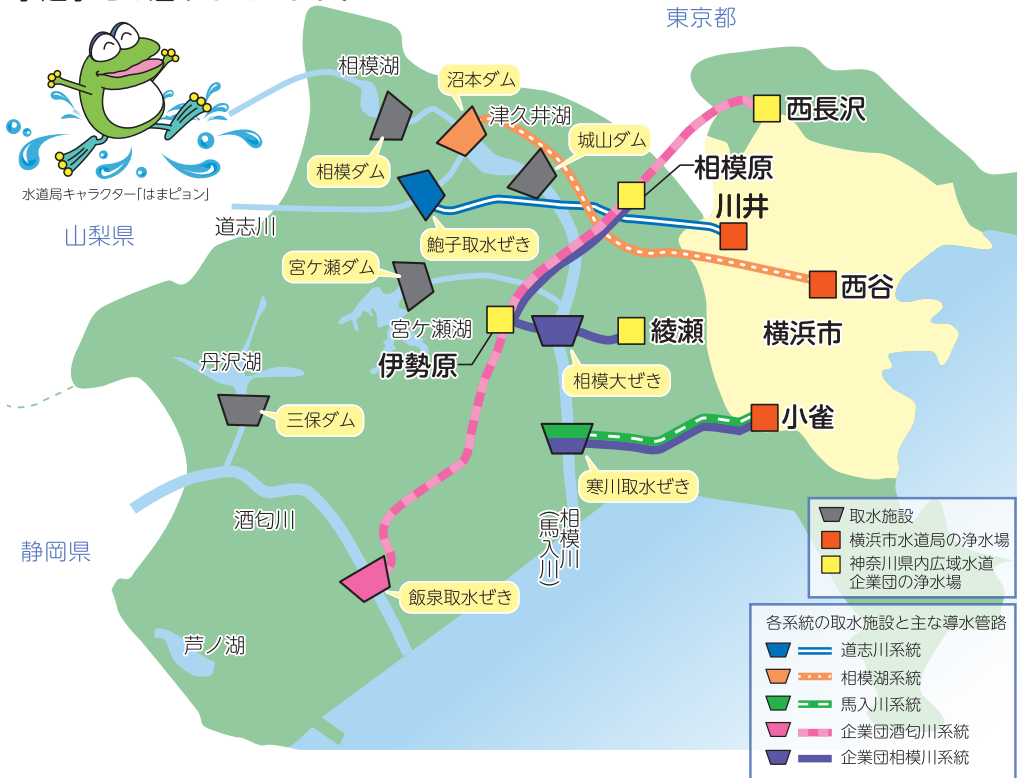 東京都
相模湖
沼本ダム
津久井湖
城山ダム
西長沢
相模原
相模ダム
川井
水道局キャラクター「はまピョン」
山梨県
道志川
鮑子取水ぜき
宮ケ瀬ダム
西谷
宮ケ瀬湖
綾瀬
横浜市
伊勢原
丹沢湖
相模大ぜき
三保ダム
小雀
寒川取水ぜき
酒匂川
相模川
(馬入川)
静岡県
飯泉取水ぜき
芦ノ湖
取水施設
横浜市水道局の浄水場
神奈川県内広域水道
企業団の浄水場
各系統の取水施設と主な導水管路
道志川系統
相模湖系統
馬入川系統
企業団酒匂川系統
企業団相模川系統